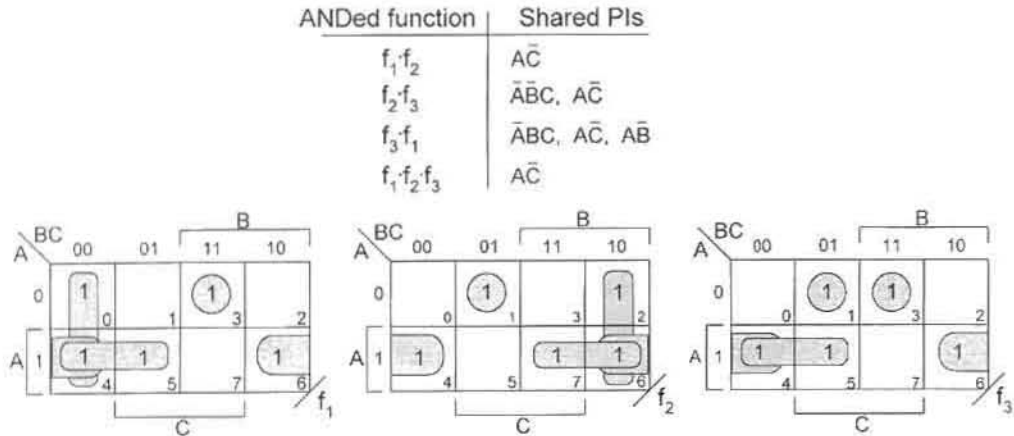 ANDed function Shared PIs
f₁·f₂ AC̄
f₂·f₃ ĀB̄C, AC̄
f₃·f₁ ĀBC, AC̄, AB̄
f₁·f₂·f₃ AC̄
B B B
BC BC BC
A 00 01 11 10 A 00 01 11 10 A 00 01 11 10
0 1 1 0 1 1 0 1 1
0 1 3 2 0 1 3 2 0 1 3 2
A 1 1 1 1 A 1 1 1 1 A 1 1 1 1
4 5 7 6 4 5 7 6 4 5 7 6
f₁ f₂ f₃
C C C